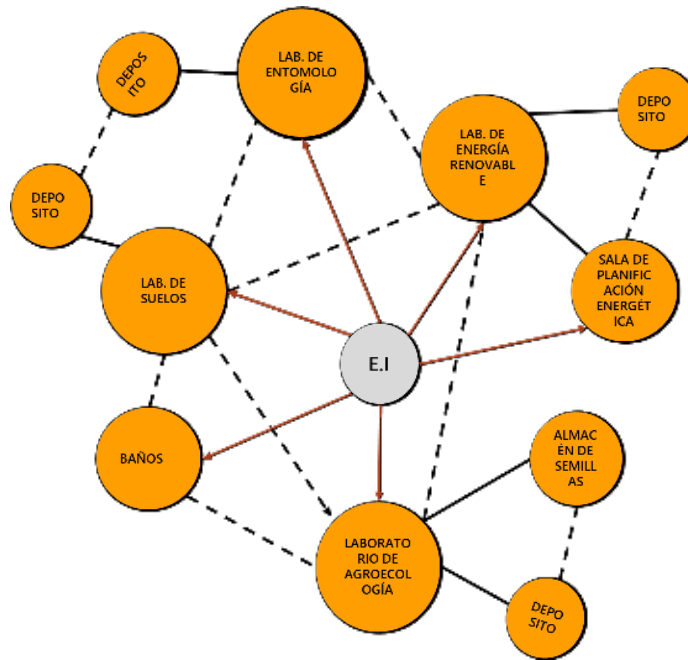 LAB. DE
ENTOMOLO
GÍA
DEPOS
ITO
DEPO
SITO
LAB. DE
ENERGÍA
RENOVABL
E
DEPO
SITO
LAB. DE
SUELOS
SALA DE
PLANIFIC
ACIÓN
ENERGÉT
ICA
E.I
BAÑOS
ALMAC
ÉN DE
SEMILL
AS
LABORATO
RIO DE
AGROECOL
OGÍA
DEPO
SITO